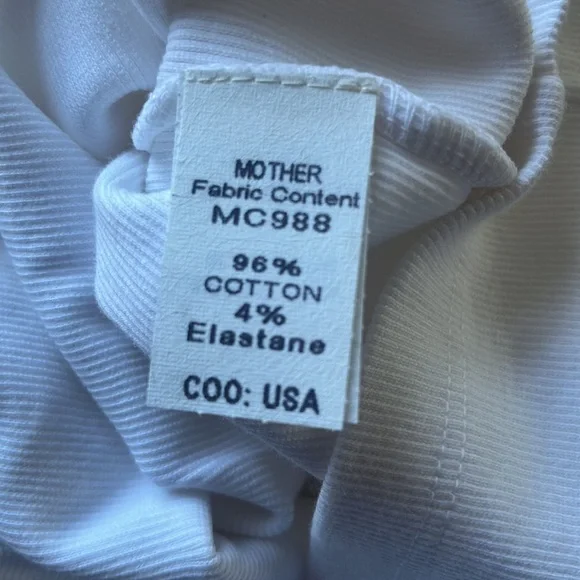 MOTHER
Fabric Content
MC988
96%
COTTON
4%
Elastane
COO: USA